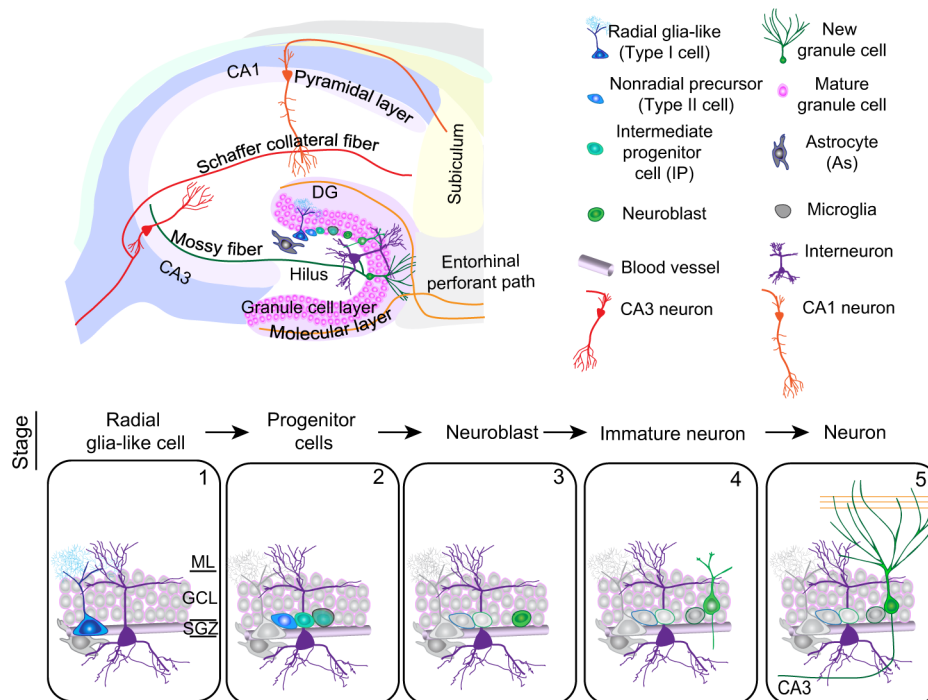 CA1
Pyramidal layer
Schaffer collateral fiber
Subiculum
DG
Mossy fiber
CA3
Hilus
Entorhinal
perforant path
Granule cell layer
Molecular layer
Radial glia-like
(Type I cell)
New
granule cell
Nonradial precursor
(Type II cell)
Mature
granule cell
Intermediate
progenitor
cell (IP)
Astrocyte
(As)
Neuroblast
Microglia
Blood vessel
Interneuron
CA3 neuron
CA1 neuron
Stage
Radial
glia-like cell
Progenitor
cells
Neuroblast
Immature neuron
Neuron
1
ML
GCL
SGZ
2
3
4
5
CA3